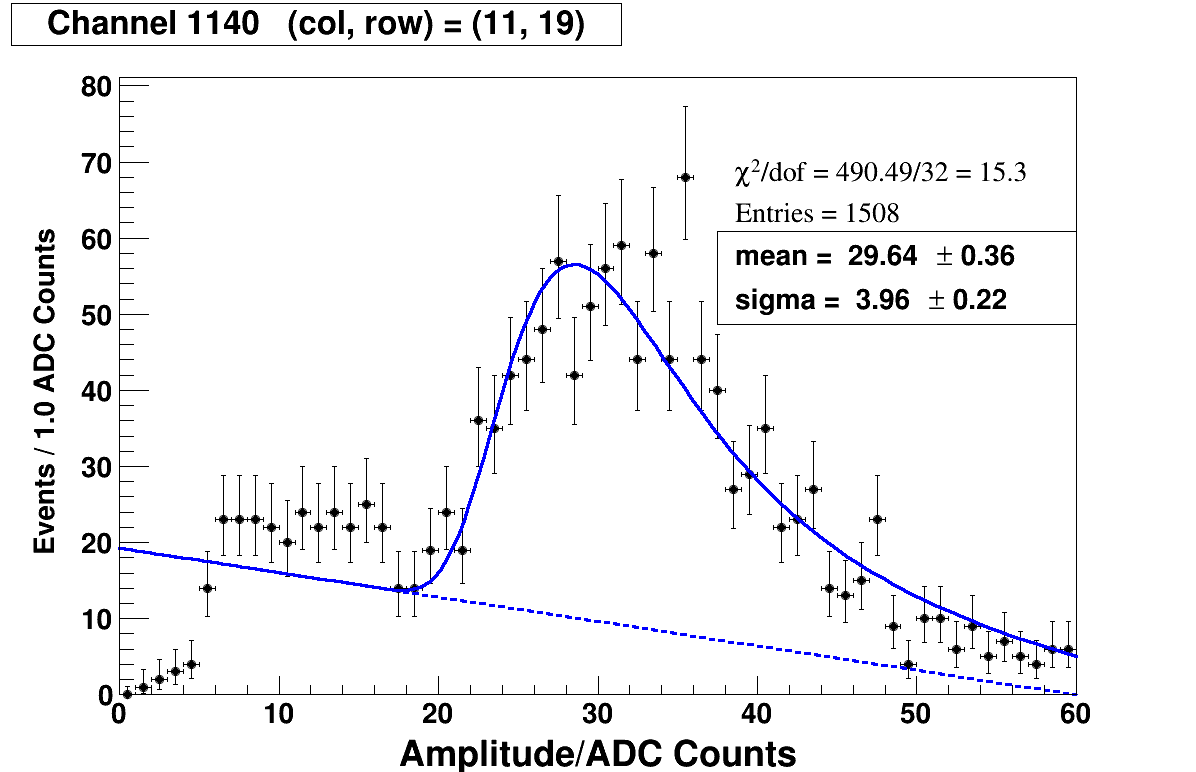 Channel 1140 (col, row) = (11, 19)
80
70
60
50
40
30
20
10
0
Events / 1.0 ADC Counts
χ²/dof = 490.49/32 = 15.3
Entries = 1508
mean = 29.64 ± 0.36
sigma = 3.96 ± 0.22
0 10 20 30 40 50 60
Amplitude/ADC Counts